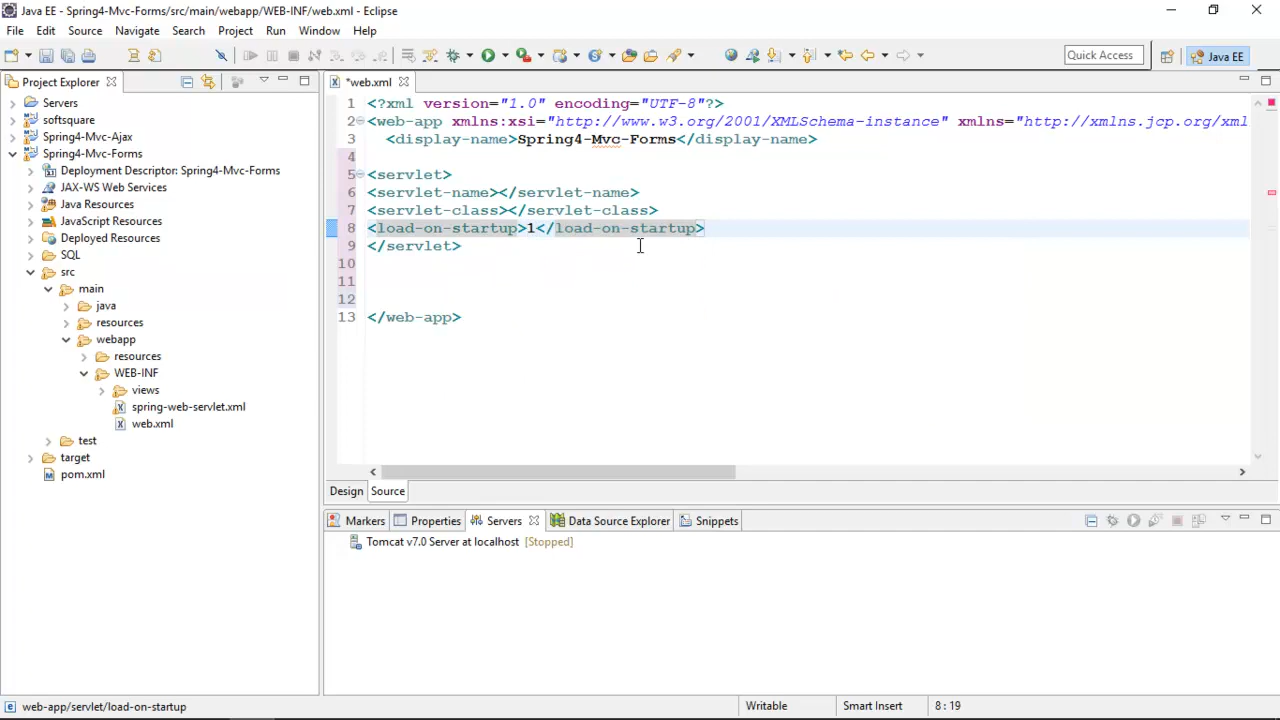 Java EE - Spring4-Mvc-Forms/src/main/webapp/WEB-INF/web.xml - Eclipse
File Edit Source Navigate Search Project Run Window Help
Quick Access
Java EE
Project Explorer
Servers
softsquare
Spring4-Mvc-Ajax
Spring4-Mvc-Forms
Deployment Descriptor: Spring4-Mvc-Forms
JAX-WS Web Services
Java Resources
JavaScript Resources
Deployed Resources
SQL
src
main
java
resources
webapp
resources
WEB-INF
views
spring-web-servlet.xml
web.xml
test
target
pom.xml
*web.xml
1 <?xml version="1.0" encoding="UTF-8"?>
2 <web-app xmlns:xsi="http://www.w3.org/2001/XMLSchema-instance" xmlns="http://xmlns.jcp.org/xml
3 <display-name>Spring4-Mvc-Forms</display-name>
4
5 <servlet>
6 <servlet-name></servlet-name>
7 <servlet-class></servlet-class>
8 <load-on-startup>1</load-on-startup>
9 </servlet>
10
11
12
13 </web-app>
Design Source
Markers Properties Servers Data Source Explorer Snippets
Tomcat v7.0 Server at localhost [Stopped]
web-app/servlet/load-on-startup Writable Smart Insert 8 : 19